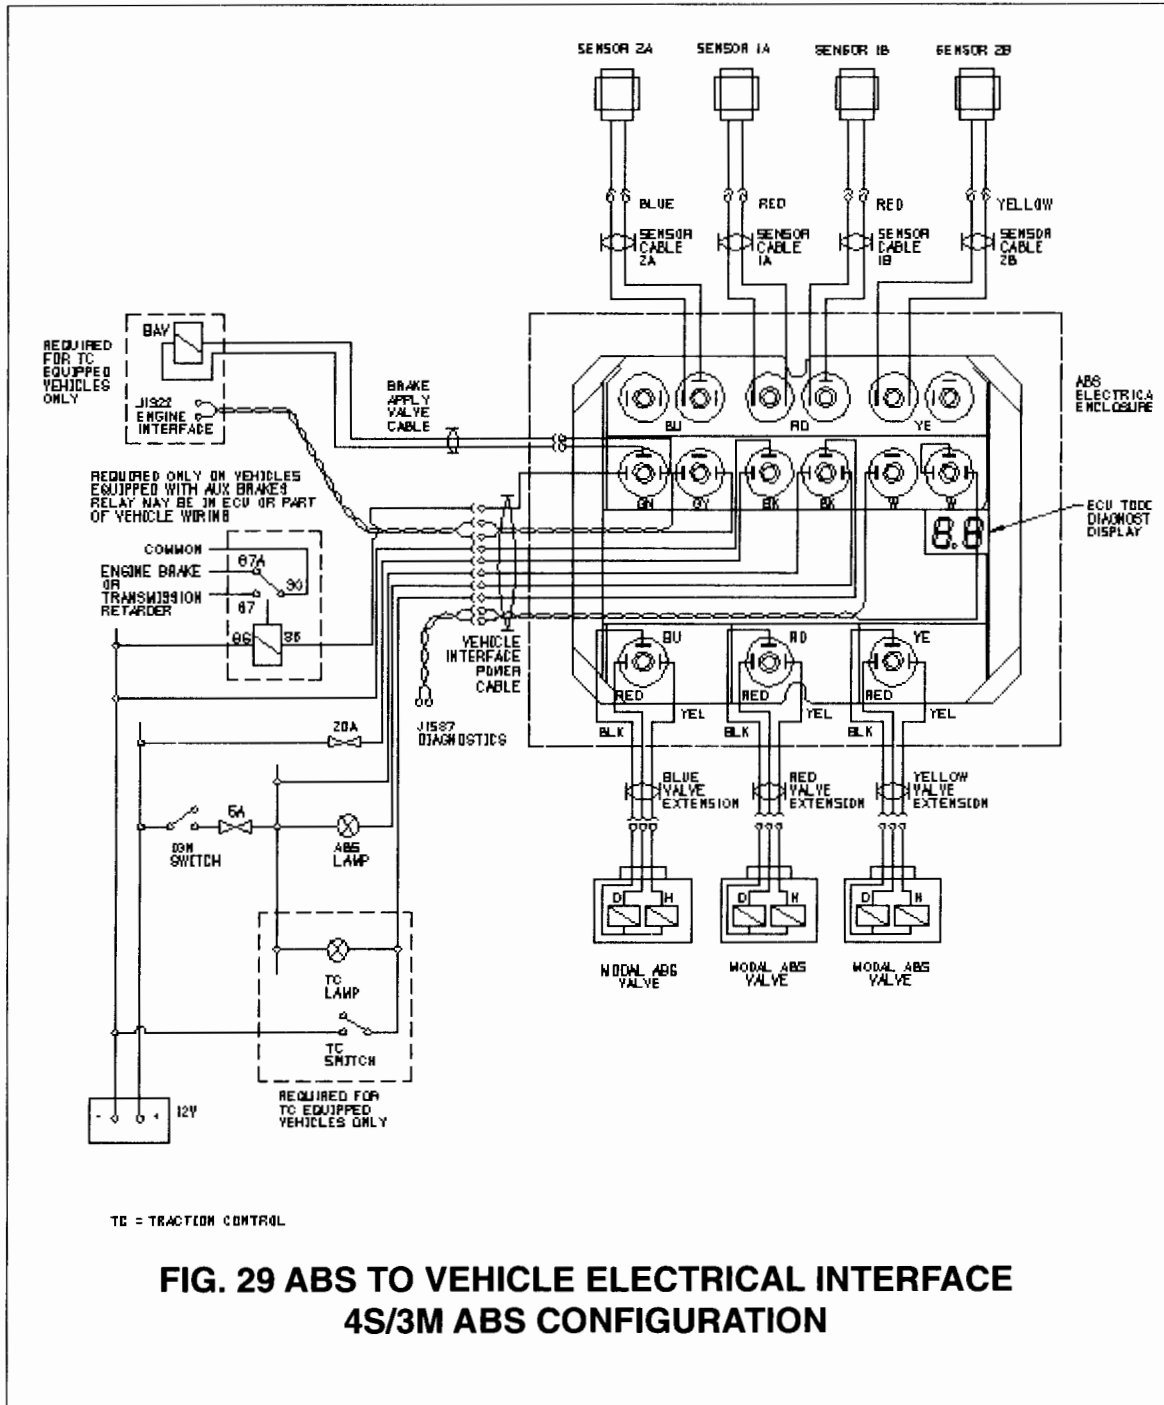 SENSOR 2A
SENSOR 1A
SENSOR 1B
SENSOR 2B
BLUE
RED
RED
YELLOW
SENSOR
CABLE
2A
SENSOR
CABLE
1A
SENSOR
CABLE
1B
SENSOR
CABLE
2B
REQUIRED
FOR TC
EQUIPPED
VEHICLES
ONLY
BAV
J1922
ENGINE
INTERFACE
BRAKE
APPLY
VALVE
CABLE
ABS
ELECTRICA
ENCLOSURE
BU
RD
YE
GN
GY
BK
BK
REQUIRED ONLY ON VEHICLES
EQUIPPED WITH AUX BRAKES
RELAY MAY BE IN ECU OR PART
OF VEHICLE WIRING
8.8
DIAGNOST
DISPLAY
COMMON
87A
ENGINE BRAKE
OR
TRANSMISSION
RETARDER
30
87
86
85
VEHICLE
INTERFACE
POWER
CABLE
BU
RD
YE
RED
RED
RED
YEL
YEL
YEL
BLK
BLK
BLK
J1587
DIAGNOSTICS
20A
BLUE
VALVE
EXTENSION
RED
VALVE
EXTENSION
YELLOW
VALVE
EXTENSION
5A
IGN
SWITCH
ABS
LAMP
D
H
D
H
D
H
MODAL ABS
VALVE
MODAL ABS
VALVE
MODAL ABS
VALVE
TC
LAMP
TC
SWITCH
REQUIRED FOR
TC EQUIPPED
VEHICLES ONLY
- +
12V
TC = TRACTION CONTROL
FIG. 29 ABS TO VEHICLE ELECTRICAL INTERFACE
4S/3M ABS CONFIGURATION